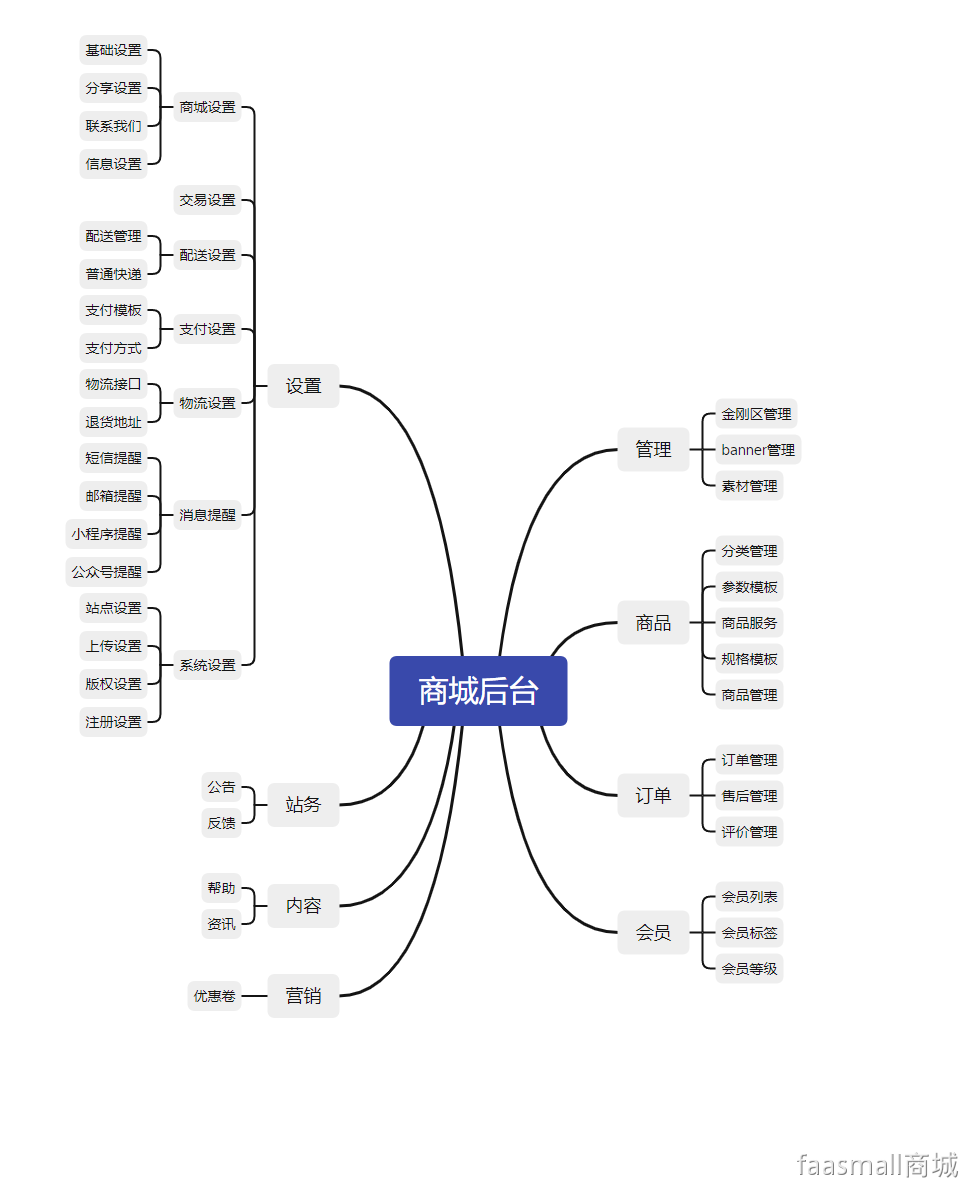 基础设置
分享设置
联系我们
信息设置
商城设置
交易设置
配送管理
普通快递
配送设置
支付模板
支付方式
支付设置
物流接口
退货地址
物流设置
短信提醒
邮箱提醒
小程序提醒
公众号提醒
消息提醒
站点设置
上传设置
版权设置
注册设置
系统设置
设置
商城后台
公告
反馈
站务
帮助
资讯
内容
优惠卷
营销
管理
金刚区管理
banner管理
素材管理
商品
分类管理
参数模板
商品服务
规格模板
商品管理
订单
订单管理
售后管理
评价管理
会员
会员列表
会员标签
会员等级
faasmall商城